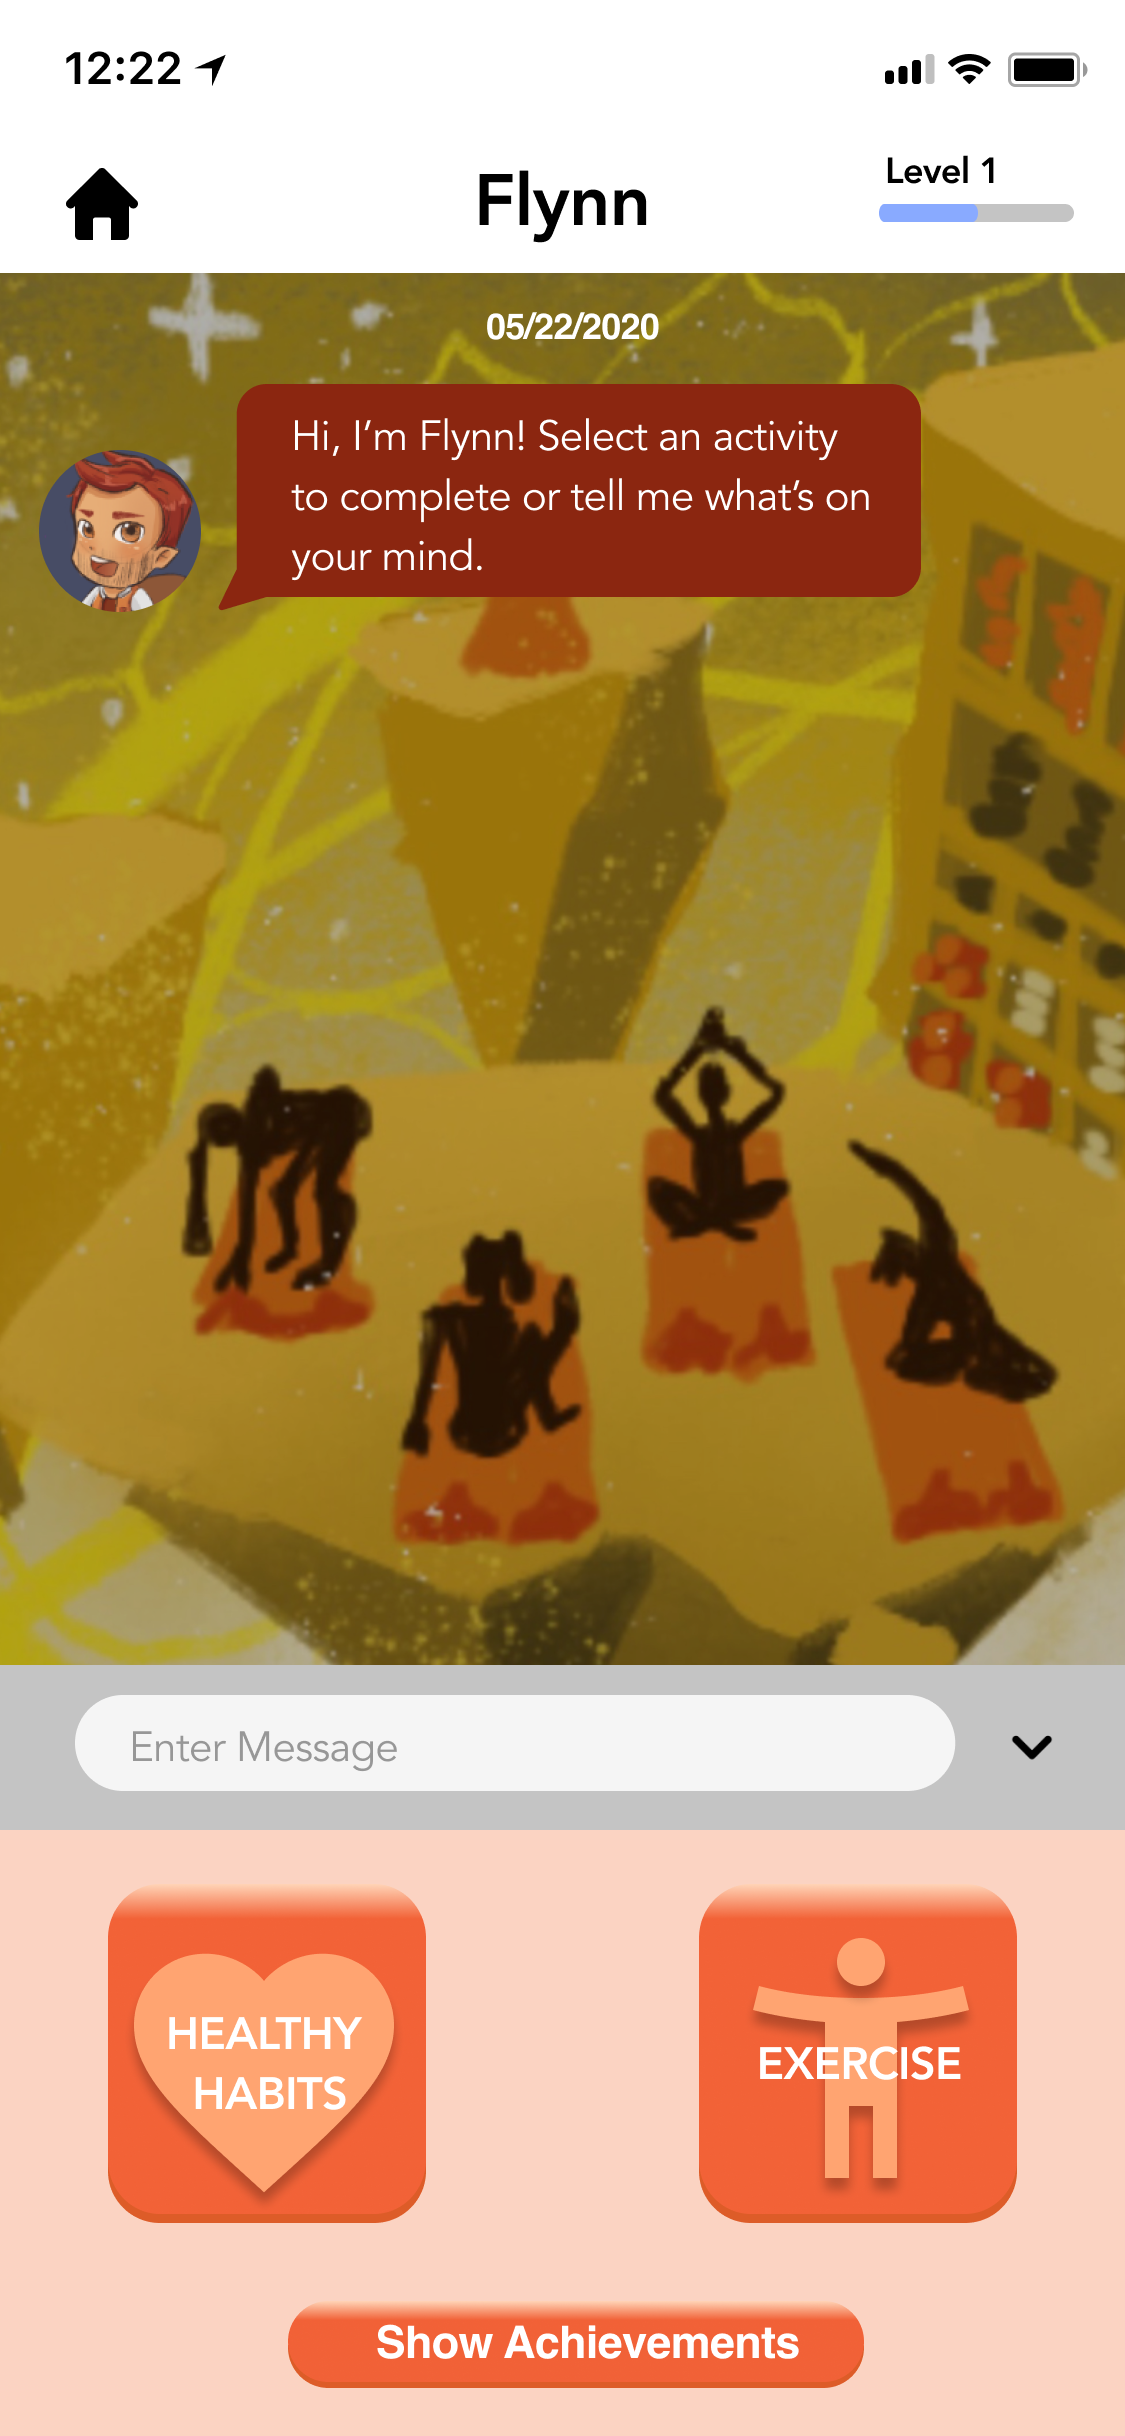 12:22
Flynn
Level 1
05/22/2020
Hi, I’m Flynn! Select an activity
to complete or tell me what’s on
your mind.
Enter Message
HEALTHY
HABITS
EXERCISE
Show Achievements